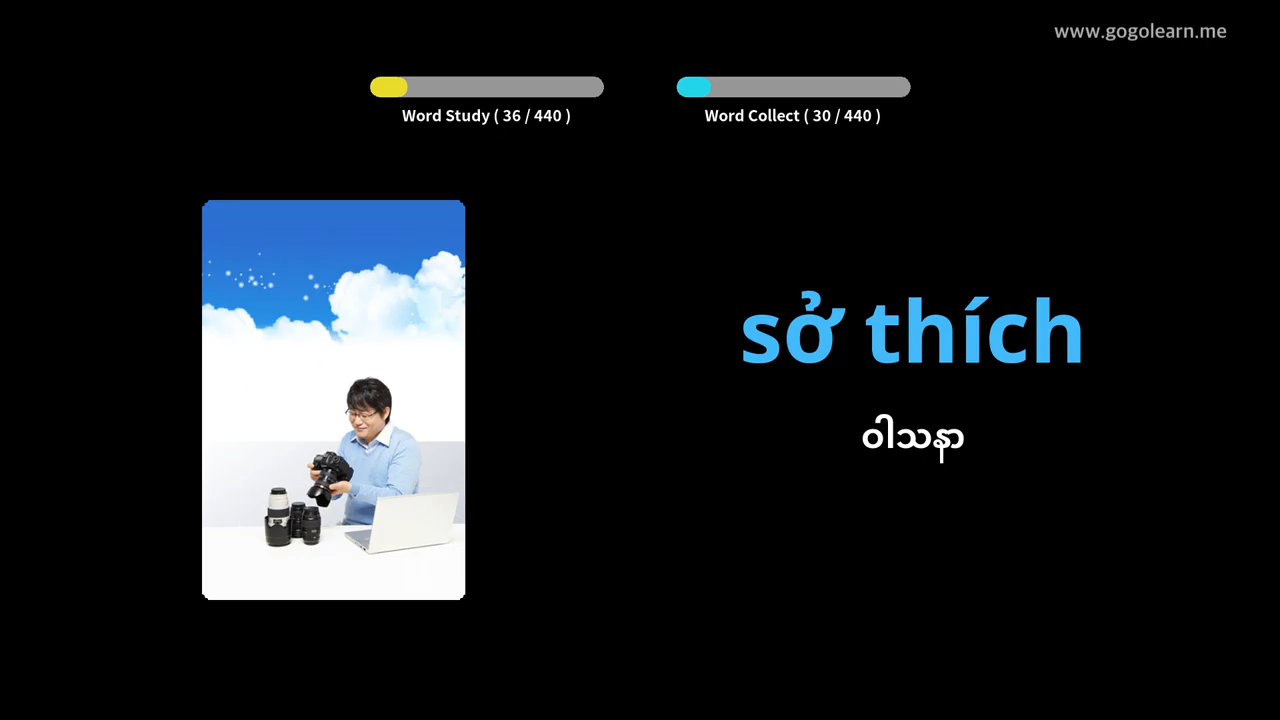 www.gogolearn.me
Word Study ( 36 / 440 )
Word Collect ( 30 / 440 )
sở thích
ဝါသနာ